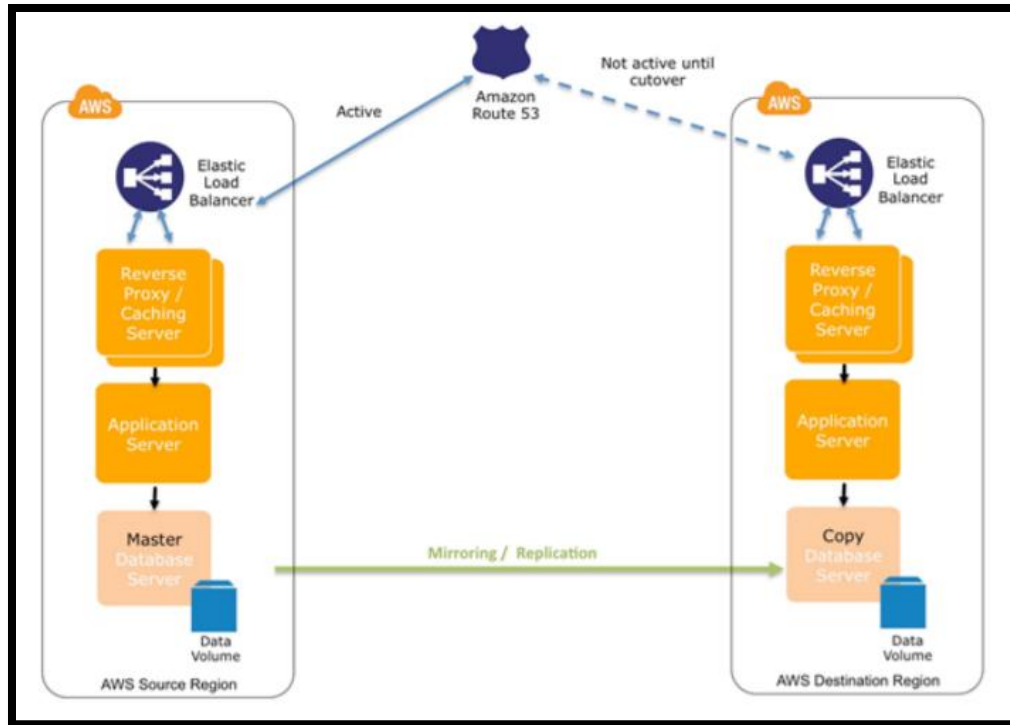 Not active until
cutover
Amazon
Route 53
Active
AWS
Elastic
Load
Balancer
Reverse
Proxy /
Caching
Server
Application
Server
Master
Database
Server
Data
Volume
AWS Source Region
Mirroring / Replication
AWS
Elastic
Load
Balancer
Reverse
Proxy /
Caching
Server
Application
Server
Copy
Database
Server
Data
Volume
AWS Destination Region